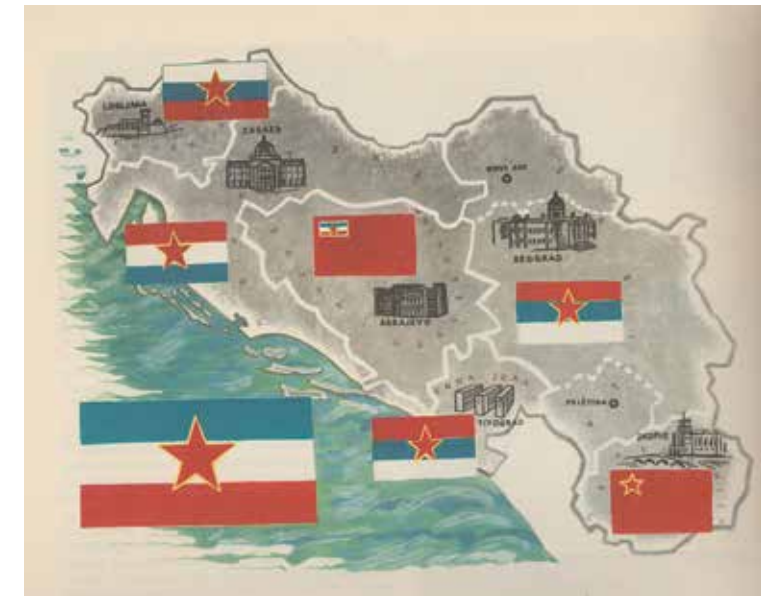 LJUBLJANA
ZAGREB
NOVI SAD
BEOGRAD
SARAJEVO
TITOGRAD
PRIŠTINA
SKOPJE